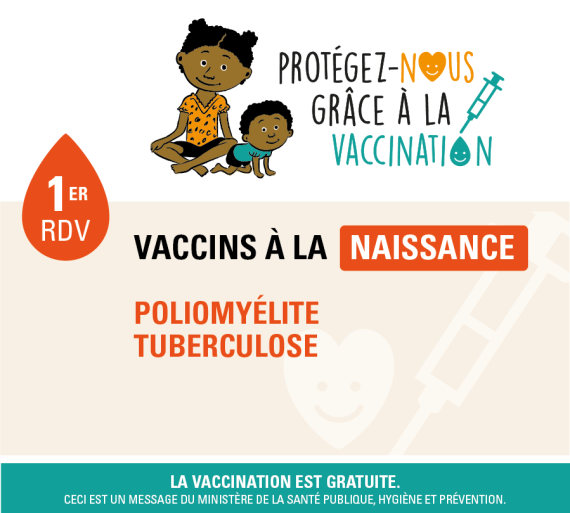 PROTÉGEZ-NOUS
GRÂCE À LA
VACCINATION
1ER
RDV
VACCINS À LA NAISSANCE
POLIOMYÉLITE
TUBERCULOSE
LA VACCINATION EST GRATUITE.
CECI EST UN MESSAGE DU MINISTÈRE DE LA SANTÉ PUBLIQUE, HYGIÈNE ET PRÉVENTION.